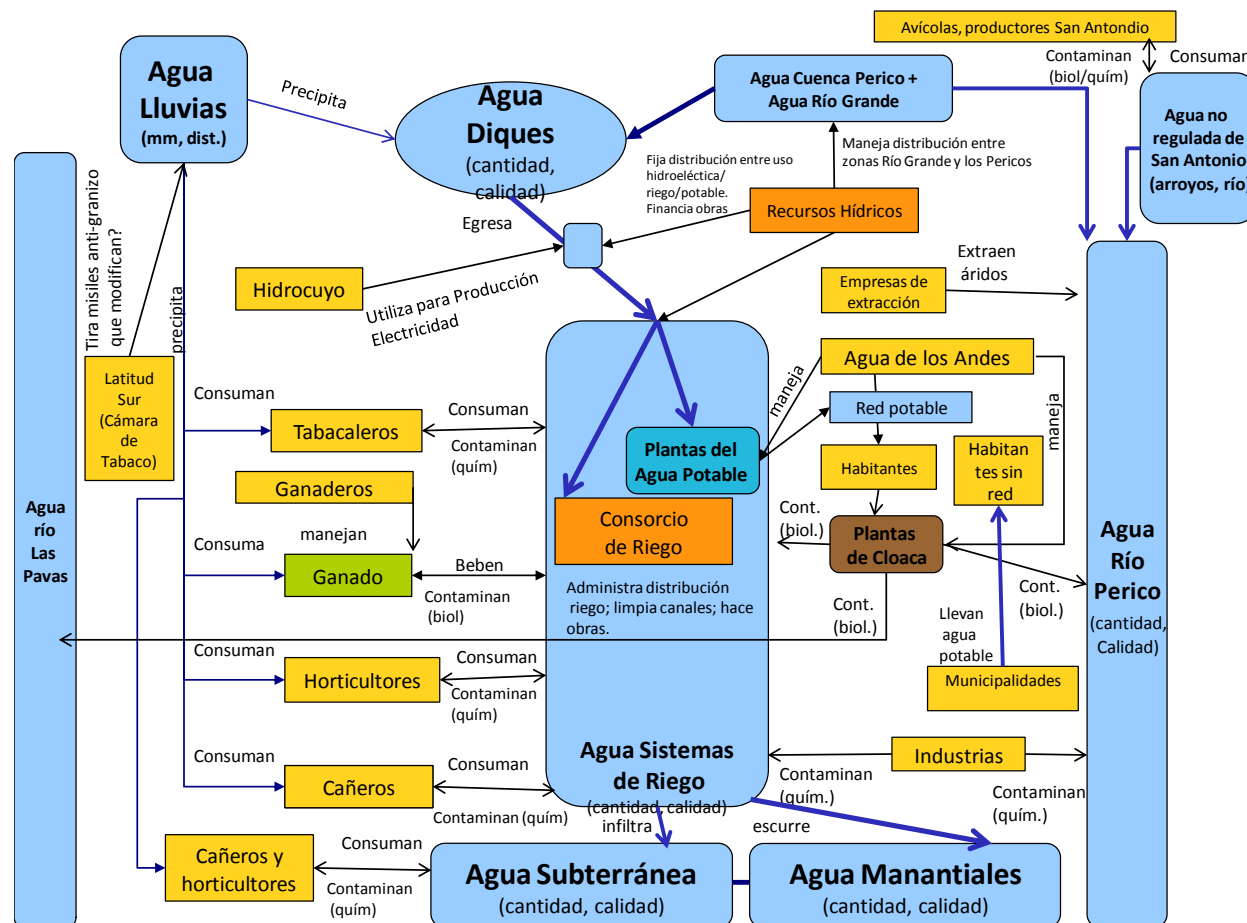 Avícolas, productores San Antondio
Contaminan
(biol/quím)
Consuman
Agua
Lluvias
(mm, dist.)
Precipita
Agua
Diques
(cantidad,
calidad)
Agua Cuenca Perico +
Agua Río Grande
Agua no
regulada de
San Antonio
(arroyos, río)
Maneja distribución entre
zonas Río Grande y los Pericos
Fija distribución entre uso
hidroeléctica/
riego/potable.
Financia obras
Recursos Hídricos
Egresa
Tira misiles anti-granizo
que modifican?
precipita
Hidrocuyo
Utiliza para Producción
Electricidad
Extraen
áridos
Empresas de
extracción
Latitud
Sur
(Cámara
de
Tabaco)
Consuman
Tabacaleros
Consuman
Contaminan
(quím)
Agua de los Andes
maneja
maneja
Red potable
Plantas del
Agua Potable
Habitantes
Habitan
tes sin
red
Ganaderos
manejan
Consuma
Ganado
Beben
Contaminan
(biol)
Consorcio
de Riego
Administra distribución
riego; limpia canales; hace
obras.
Cont.
(biol.)
Plantas
de Cloaca
Cont.
(biol.)
Cont.
(biol.)
Agua
río
Las
Pavas
Agua
Río
Perico
(cantidad,
Calidad)
Llevan
agua
potable
Municipalidades
Consuman
Horticultores
Consuman
Contaminan
(quím)
Consuman
Cañeros
Consuman
Contaminan (quím)
Agua Sistemas
de Riego
(cantidad, calidad)
Industrias
Contaminan
(quím.)
Contaminan
(quím.)
infiltra
escurre
Cañeros y
horticultores
Consuman
Contaminan
(quím)
Agua Subterránea
(cantidad, calidad)
Agua Manantiales
(cantidad, calidad)